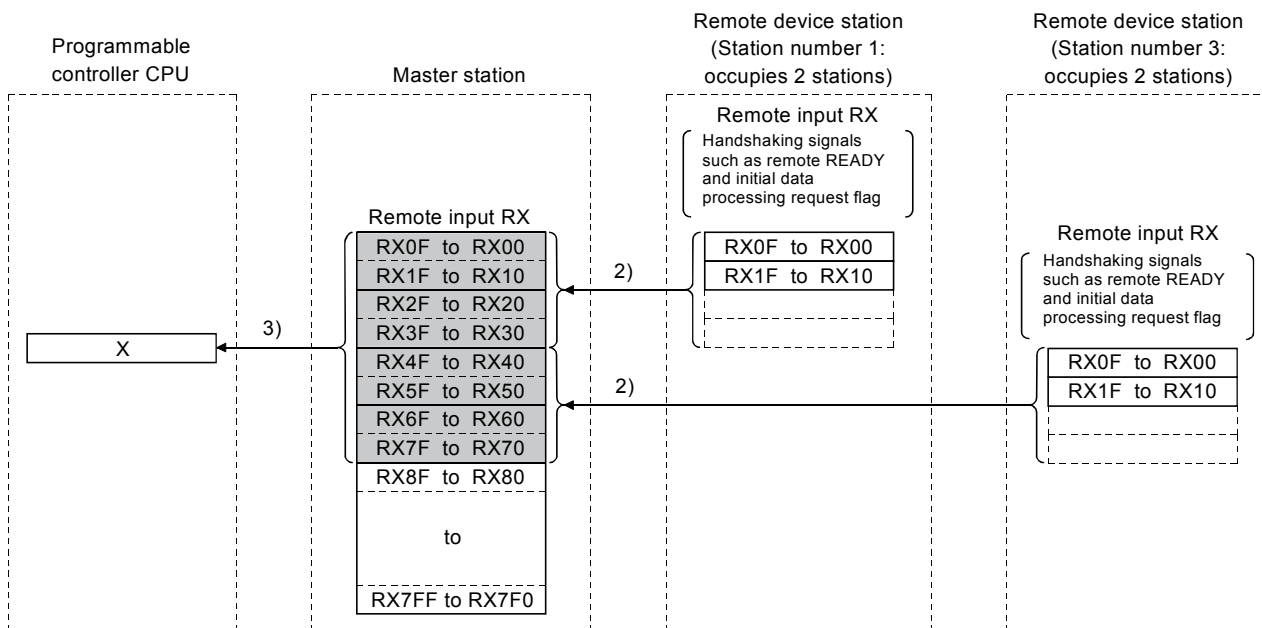 Programmable
controller CPU
X
3)
Master station
Remote input RX
RX0F to RX00
RX1F to RX10
RX2F to RX20
RX3F to RX30
RX4F to RX40
RX5F to RX50
RX6F to RX60
RX7F to RX70
RX8F to RX80
to
RX7FF to RX7F0
2)
2)
Remote device station
(Station number 1:
occupies 2 stations)
Remote input RX
Handshaking signals
such as remote READY
and initial data
processing request flag
RX0F to RX00
RX1F to RX10
Remote device station
(Station number 3:
occupies 2 stations)
Remote input RX
Handshaking signals
such as remote READY
and initial data
processing request flag
RX0F to RX00
RX1F to RX10